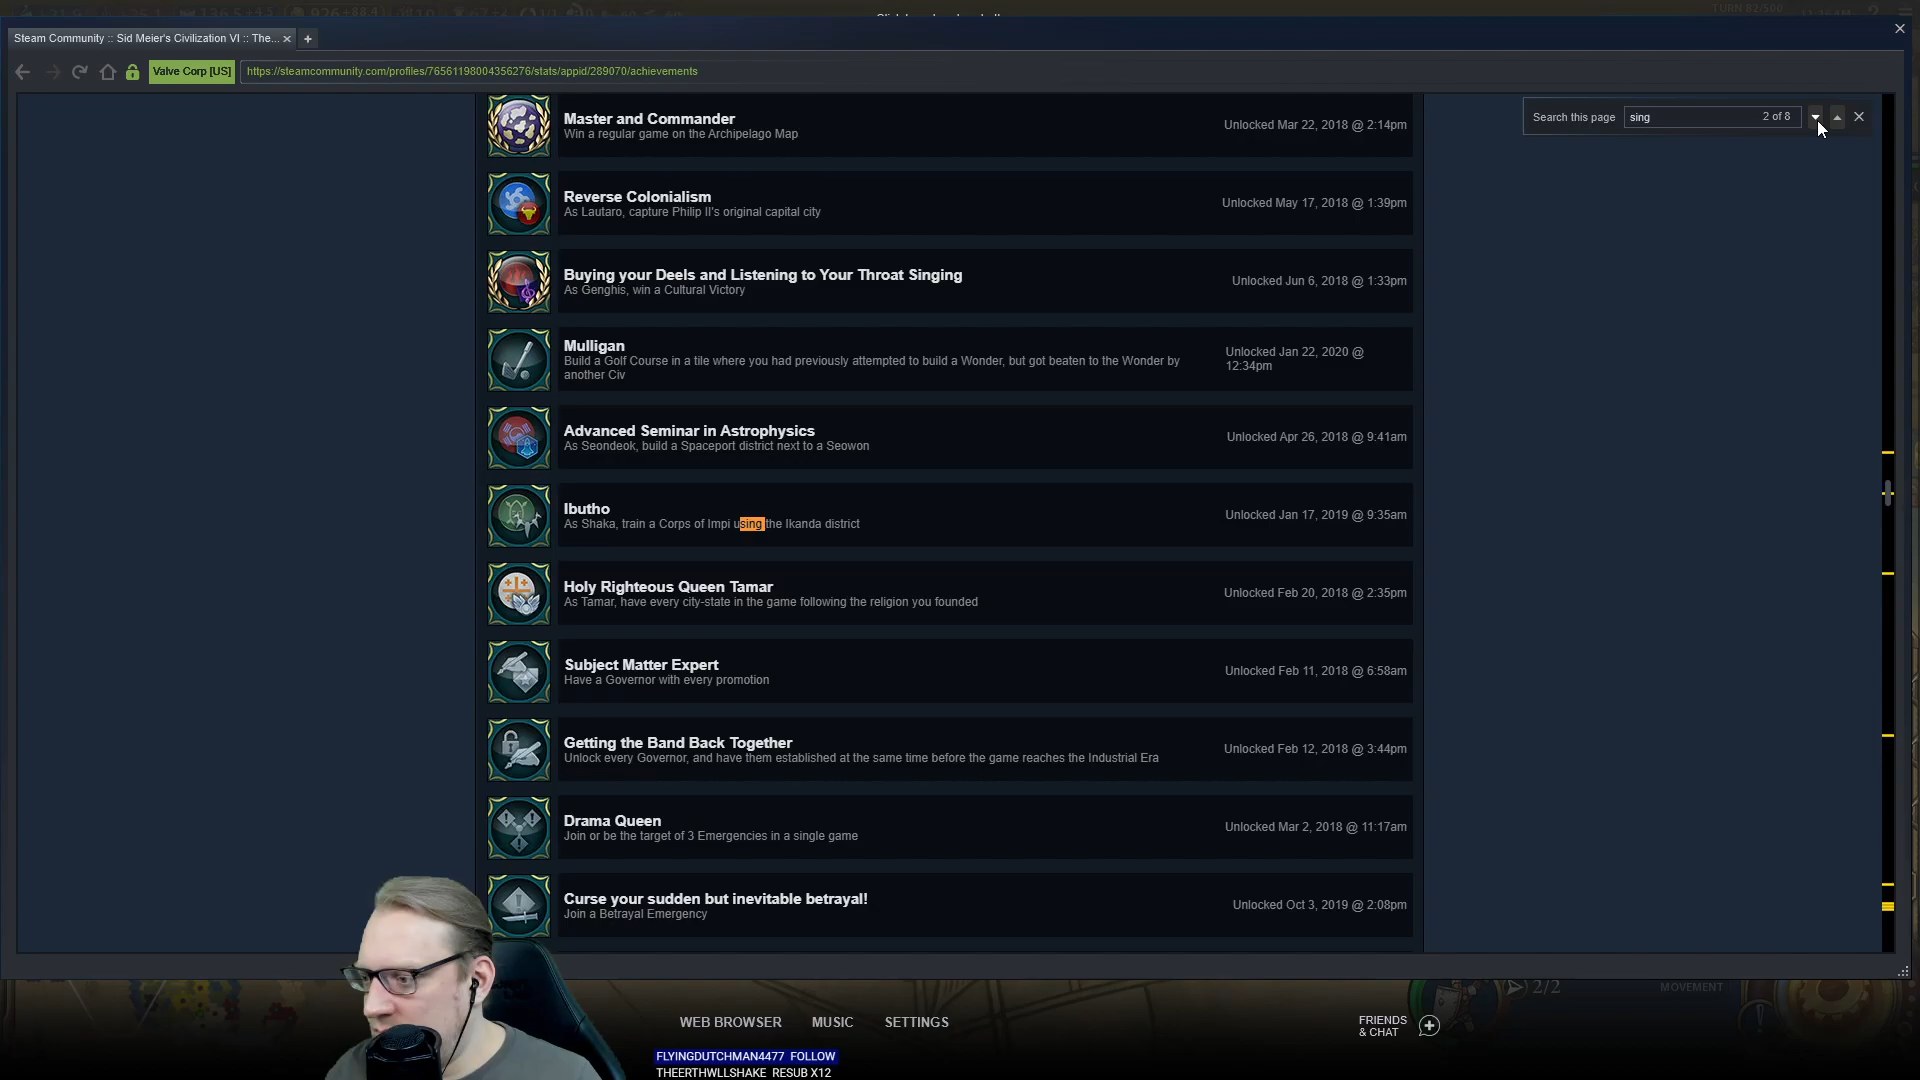 Steam Community :: Sid Meier's Civilization VI :: The...
Valve Corp [US]
https://steamcommunity.com/profiles/76561198004356276/stats/appid/289070/achievements
Search this page
sing
2 of 8
Master and Commander
Win a regular game on the Archipelago Map
Unlocked Mar 22, 2018 @ 2:14pm
Reverse Colonialism
As Lautaro, capture Philip II's original capital city
Unlocked May 17, 2018 @ 1:39pm
Buying your Deels and Listening to Your Throat Singing
As Genghis, win a Cultural Victory
Unlocked Jun 6, 2018 @ 1:33pm
Mulligan
Build a Golf Course in a tile where you had previously attempted to build a Wonder, but got beaten to the Wonder by
another Civ
Unlocked Jan 22, 2020 @
12:34pm
Advanced Seminar in Astrophysics
As Seondeok, build a Spaceport district next to a Seowon
Unlocked Apr 26, 2018 @ 9:41am
Ibutho
As Shaka, train a Corps of Impi using the Ikanda district
Unlocked Jan 17, 2019 @ 9:35am
Holy Righteous Queen Tamar
As Tamar, have every city-state in the game following the religion you founded
Unlocked Feb 20, 2018 @ 2:35pm
Subject Matter Expert
Have a Governor with every promotion
Unlocked Feb 11, 2018 @ 6:58am
Getting the Band Back Together
Unlock every Governor, and have them established at the same time before the game reaches the Industrial Era
Unlocked Feb 12, 2018 @ 3:44pm
Drama Queen
Join or be the target of 3 Emergencies in a single game
Unlocked Mar 2, 2018 @ 11:17am
Curse your sudden but inevitable betrayal!
Join a Betrayal Emergency
Unlocked Oct 3, 2019 @ 2:08pm
2/2
MOVEMENT
WEB BROWSER
MUSIC
SETTINGS
FRIENDS
& CHAT
FLYINGDUTCHMAN4477 FOLLOW
THEERTHWLLSHAKE RESUB X12